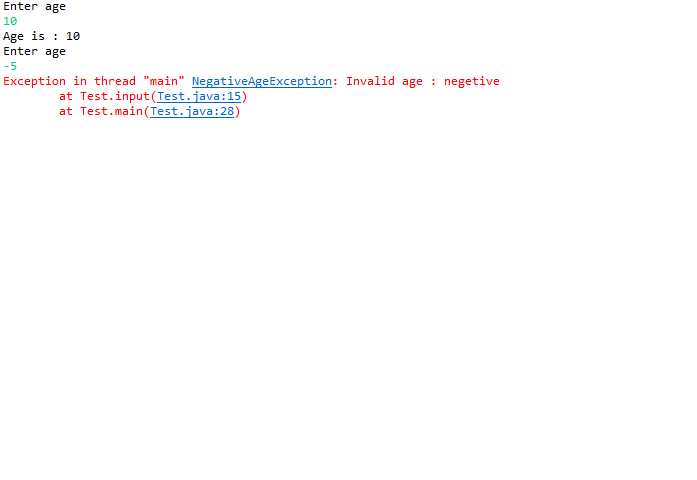 Enter age
10
Age is : 10
Enter age
-5
Exception in thread "main" NegativeAgeException: Invalid age : negetive
at Test.input(Test.java:15)
at Test.main(Test.java:28)